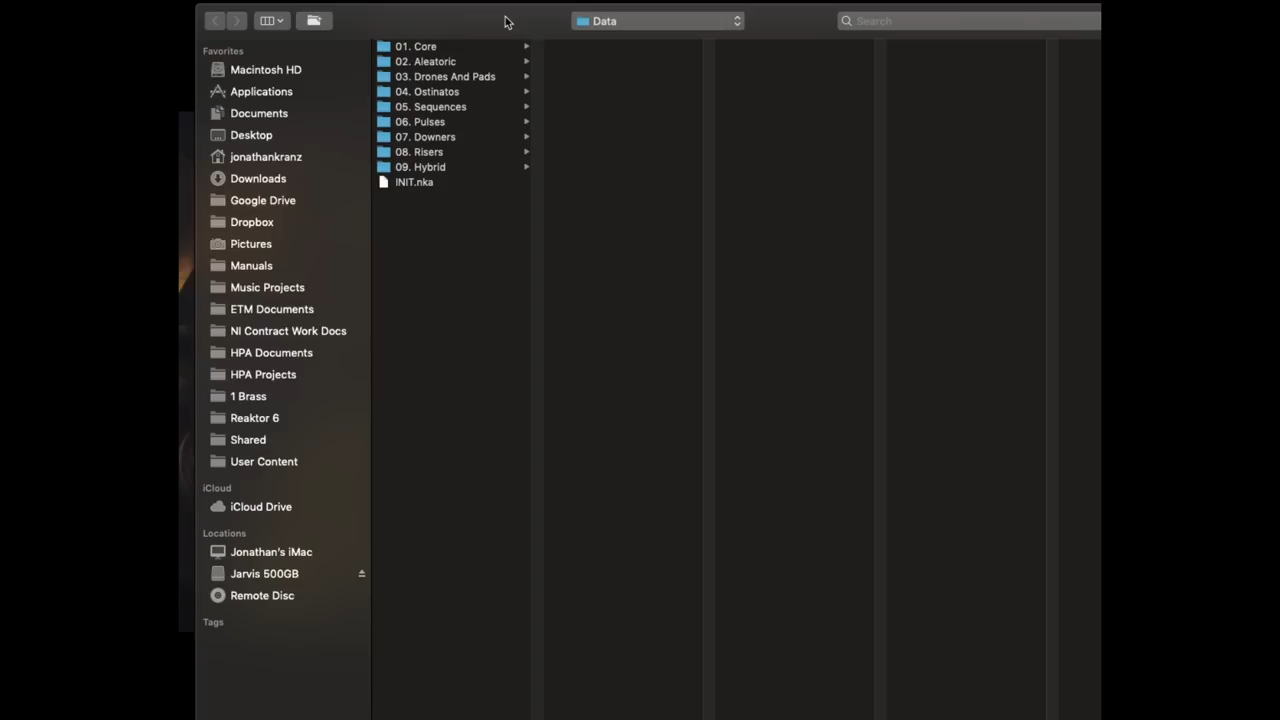 Data
Search
Favorites
Macintosh HD
Applications
Documents
Desktop
jonathankranz
Downloads
Google Drive
Dropbox
Pictures
Manuals
Music Projects
ETM Documents
NI Contract Work Docs
HPA Documents
HPA Projects
1 Brass
Reaktor 6
Shared
User Content
iCloud
iCloud Drive
Locations
Jonathan's iMac
Jarvis 500GB
Remote Disc
Tags
01. Core
02. Aleatoric
03. Drones And Pads
04. Ostinatos
05. Sequences
06. Pulses
07. Downers
08. Risers
09. Hybrid
INIT.nka